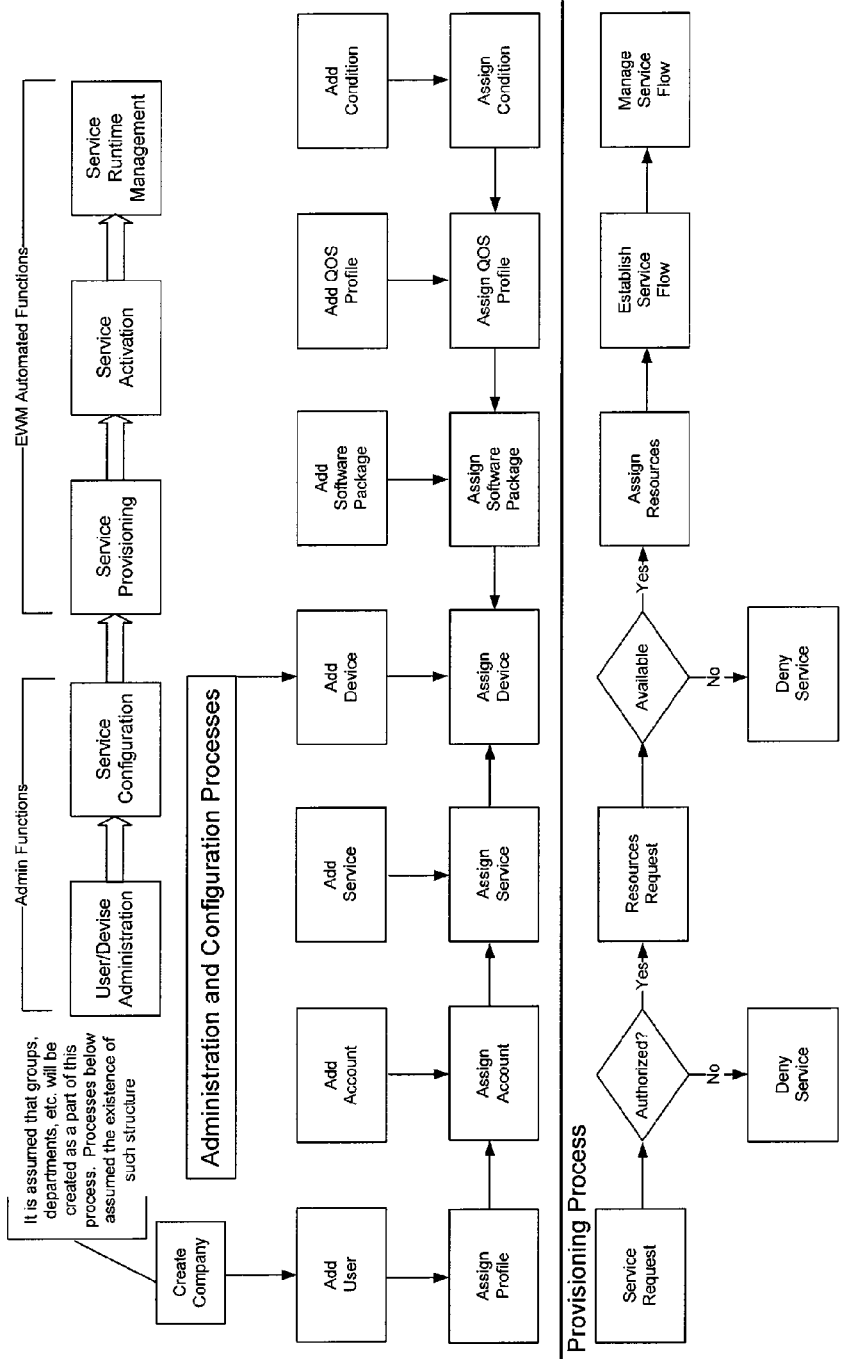 Admin Functions
EWM Automated Functions
It is assumed that groups,
departments, etc. will be
created as a part of this
process. Processes below
assumed the existence of
such structure
User/Devise
Administration
Service
Configuration
Service
Provisioning
Service
Activation
Service
Runtime
Management
Create
Company
Administration and Configuration Processes
Add
User
Add
Account
Add
Service
Add
Device
Add
Software
Package
Add QOS
Profile
Add
Condition
Assign
Profile
Assign
Account
Assign
Service
Assign
Device
Assign
Software
Package
Assign QOS
Profile
Assign
Condition
Provisioning Process
Service
Request
Authorized?
Yes
Resources
Request
Available
Yes
Assign
Resources
Establish
Service
Flow
Manage
Service
Flow
No
No
Deny
Service
Deny
Service